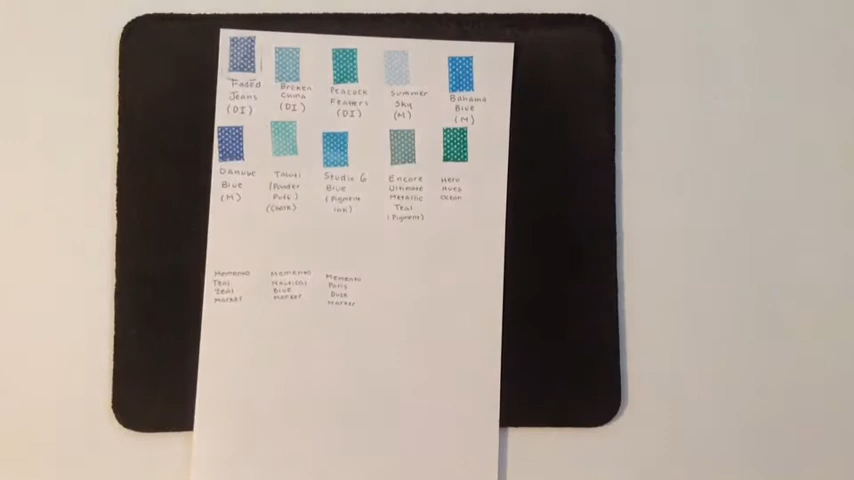 Faded
Jeans
(DI)
Broken
China
(DI)
Peacock
Feathers
(DI)
Summer
Sky
(M)
Bahama
Blue
(M)
Danube
Blue
(M)
Tahiti
(Powder
Puff)
(Chalk)
Studio G
Blue
(Pigment
ink)
Encore
Ultimate
Metallic
Teal
(Pigment)
Hero
Hues
Ocean
Memento
Teal
Zeal
Marker
Memento
Nautical
Blue
Marker
Memento
Paris
Dusk
Marker